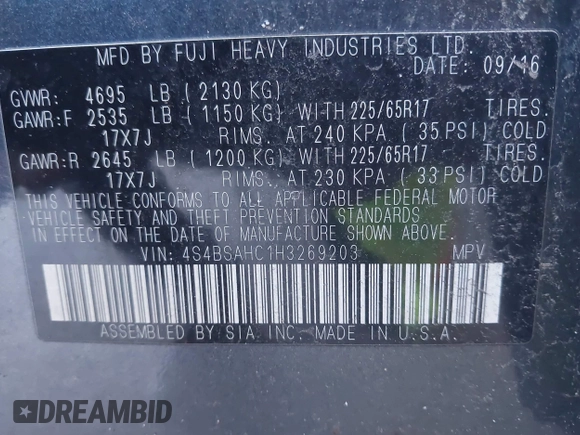 MFD BY FUJI HEAVY INDUSTRIES LTD.
DATE: 09/16
GVWR: 4695 LB ( 2130 KG)
GAWR:F 2535 LB ( 1150 KG) WITH 225/65R17 TIRES.
17X7J RIMS. AT 240 KPA ( 35 PSI) COLD
GAWR:R 2645 LB ( 1200 KG) WITH 225/65R17 TIRES.
17X7J RIMS. AT 230 KPA ( 33 PSI) COLD
THIS VEHICLE CONFORMS TO ALL APPLICABLE FEDERAL MOTOR
VEHICLE SAFETY AND THEFT PREVENTION STANDARDS
IN EFFECT ON THE DATE OF MANUFACTURE SHOWN ABOVE.
VIN: 4S4BSAHC1H3269203 MPV
ASSEMBLED BY SIA INC. MADE IN U.S.A.
DREAMBID